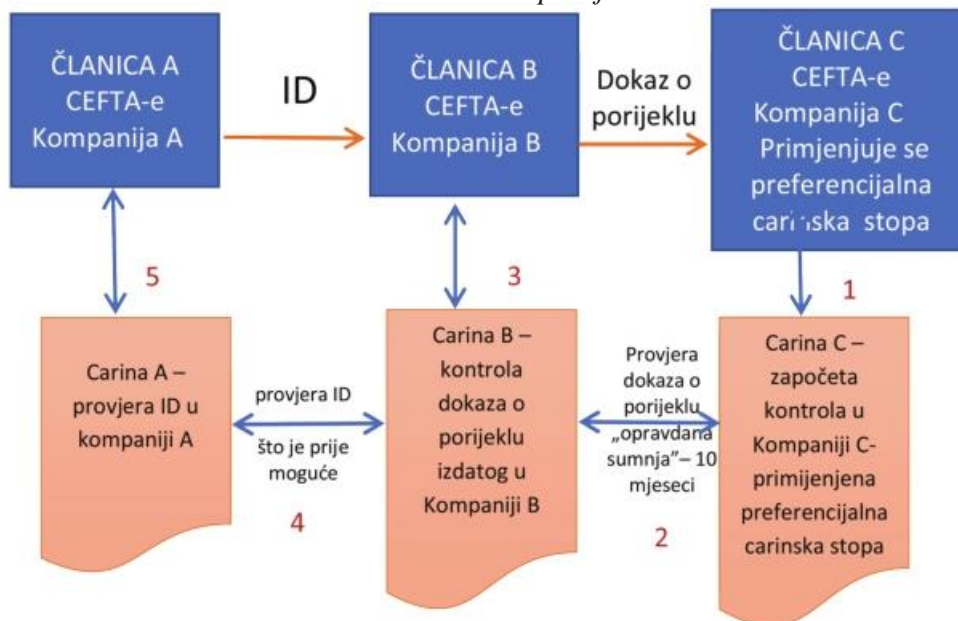 ČLANICA A
CEFTA-e
Kompanija A
ID
ČLANICA B
CEFTA-e
Kompanija B
Dokaz o
porijeklu
ČLANICA C
CEFTA-e
Kompanija C
Primjenjuje se
preferencijalna
carinska stopa
5
3
1
Carina A –
provjera ID u
kompaniji A
provjera ID
što je prije
moguće
4
Carina B –
kontrola
dokaza o
porijeklu
izdatog u
Kompaniji B
Provjera
dokaza o
porijeklu
„opravdana
sumnja”– 10
mjeseci
2
Carina C –
započeta
kontrola u
Kompaniji C-
primijenjena
preferencijalna
carinska stopa